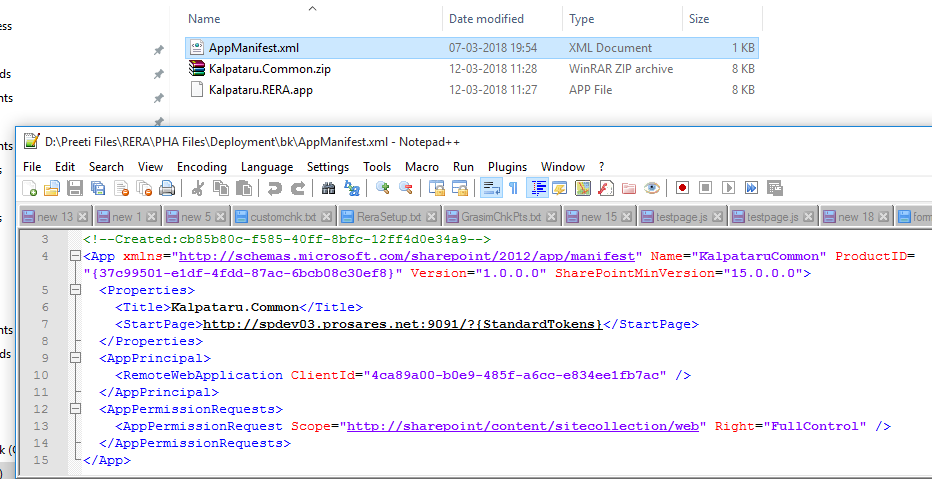 Name Date modified Type Size
ess
AppManifest.xml 07-03-2018 19:54 XML Document 1 KB
Kalpataru.Common.zip 12-03-2018 11:28 WinRAR ZIP archive 8 KB
ds
Kalpataru.RERA.app 12-03-2018 11:27 APP File 8 KB
nts
D:\Preeti Files\RERA\PHA Files\Deployment\bk\AppManifest.xml - Notepad++
nts
File Edit Search View Encoding Language Settings Tools Macro Run Plugins Window ?
new 13 new 1 new 5 customchk.txt ReraSetup.txt GrasimChkPts.txt new 15 testpage.js testpage.js new 18 form
3 <!--Created:cb85b80c-f585-40ff-8bfc-12ff4d0e34a9-->
4 <App xmlns="http://schemas.microsoft.com/sharepoint/2012/app/manifest" Name="KalpataruCommon" ProductID=
"{37c99501-e1df-4fdd-87ac-6bcb08c30ef8}" Version="1.0.0.0" SharePointMinVersion="15.0.0.0">
5 <Properties>
6 <Title>Kalpataru.Common</Title>
7 <StartPage>http://spdev03.prosares.net:9091/?{StandardTokens}</StartPage>
nts
8 </Properties>
ds
9 <AppPrincipal>
10 <RemoteWebApplication ClientId="4ca89a00-b0e9-485f-a6cc-e834ee1fb7ac" />
11 </AppPrincipal>
12 <AppPermissionRequests>
13 <AppPermissionRequest Scope="http://sharepoint/content/sitecollection/web" Right="FullControl" />
14 </AppPermissionRequests>
k (
15 </App>
)